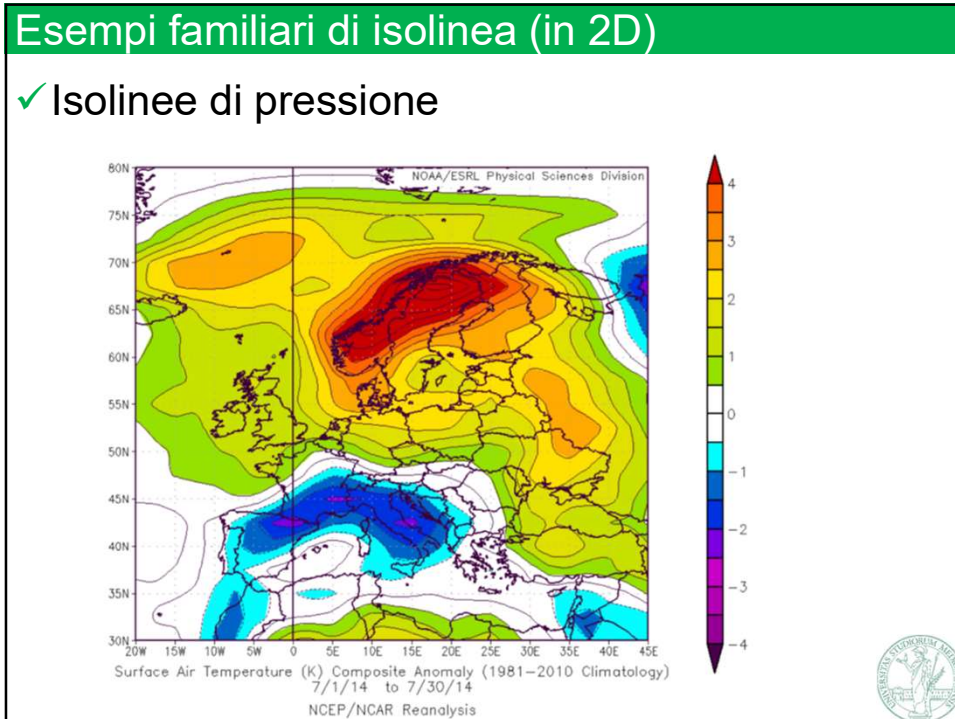 Esempi familiari di isolinea (in 2D)
✓ Isolinee di pressione
NOAA/ESRL Physical Sciences Division
80N
75N
70N
65N
60N
55N
50N
45N
40N
35N
30N
20W 15W 10W 5W 0 5E 10E 15E 20E 25E 30E 35E 40E 45E
4
3
2
1
0
-1
-2
-3
-4
Surface Air Temperature (K) Composite Anomaly (1981-2010 Climatology)
7/1/14 to 7/30/14
NCEP/NCAR Reanalysis